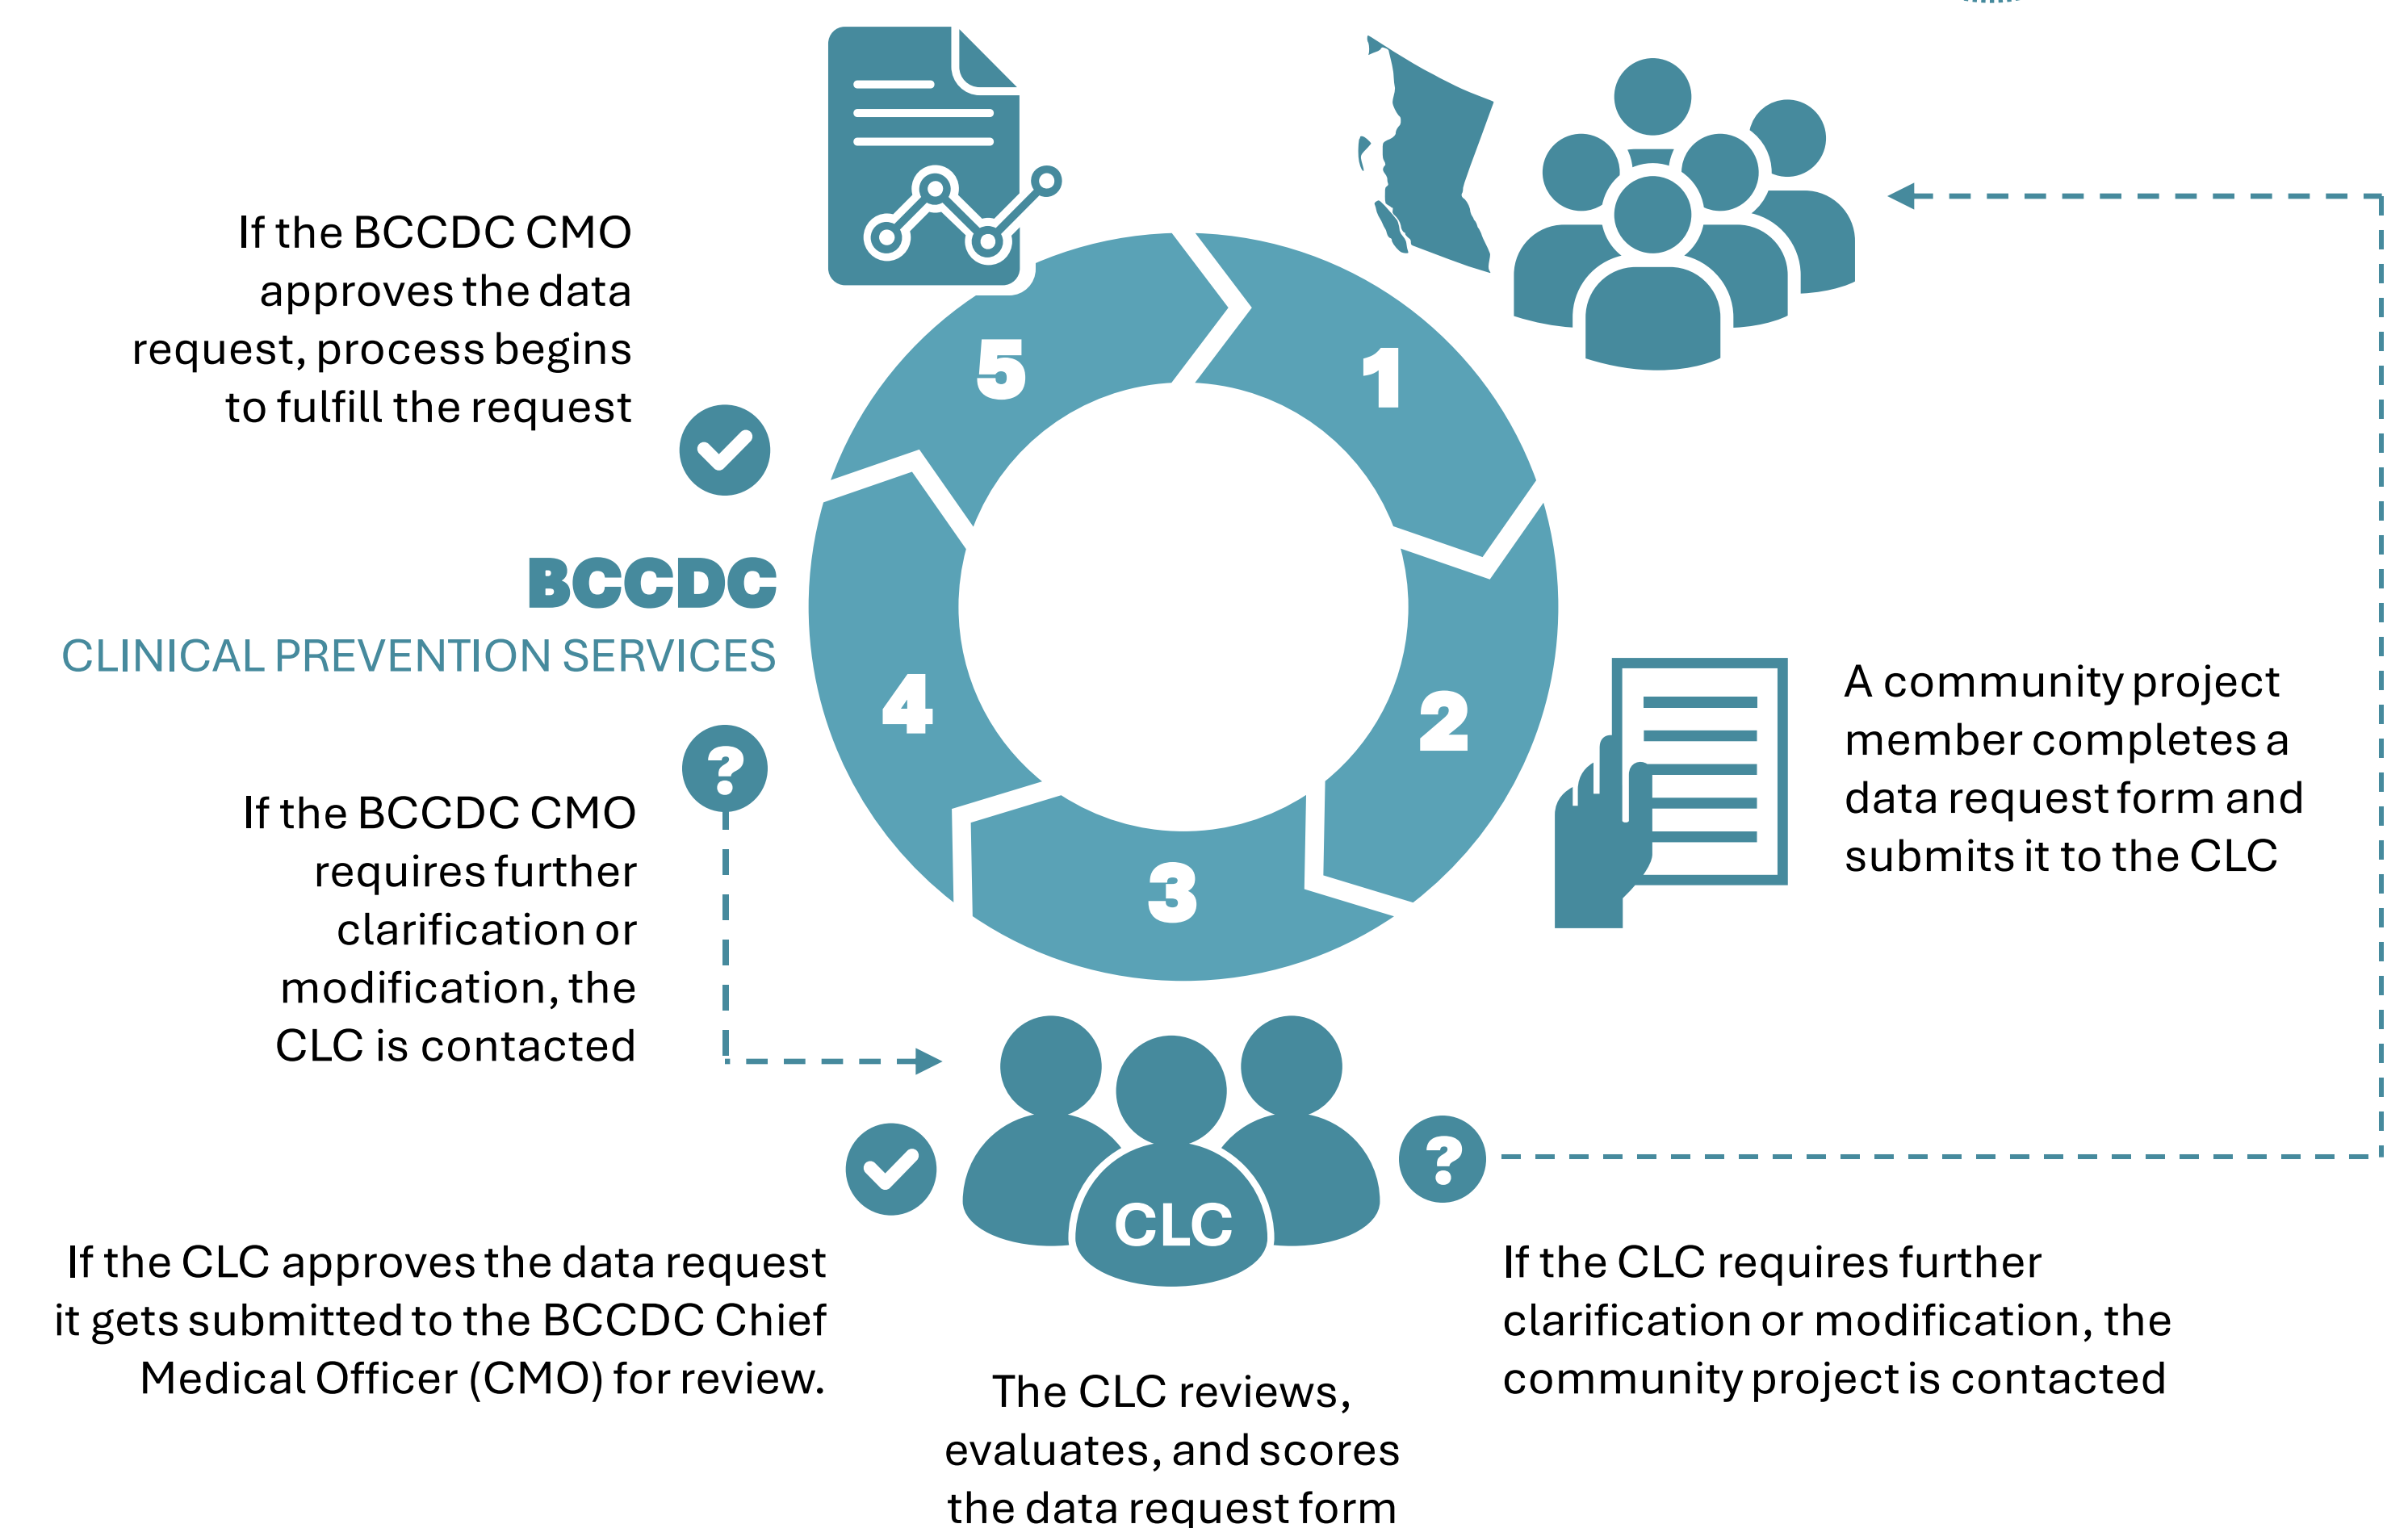 If the BCCDC CMO
approves the data
request, process begins
to fulfill the request
5
1
BCCDC
CLINICAL PREVENTION SERVICES
4
2
3
?
A community project
member completes a
data request form and
submits it to the CLC
If the BCCDC CMO
requires further
clarification or
modification, the
CLC is contacted
CLC
?
If the CLC approves the data request
it gets submitted to the BCCDC Chief
Medical Officer (CMO) for review.
The CLC reviews,
evaluates, and scores
the data request form
If the CLC requires further
clarification or modification, the
community project is contacted